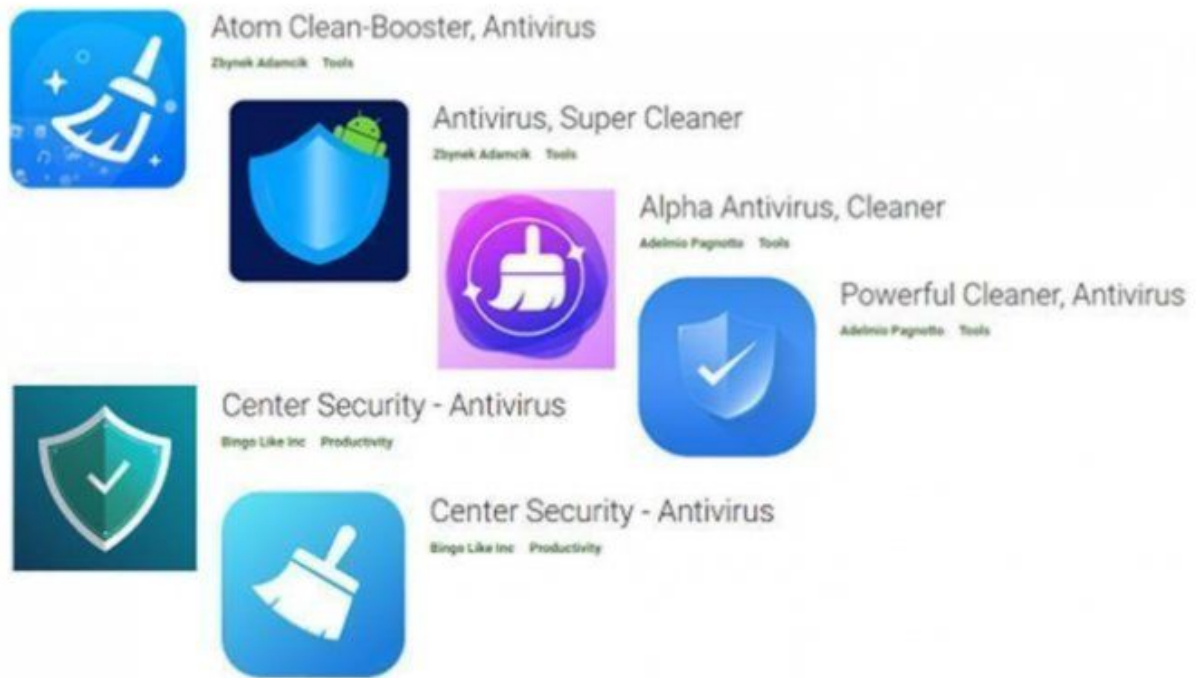 Atom Clean-Booster, Antivirus
Zbynek Adamcik Tools
Antivirus, Super Cleaner
Zbynek Adamcik Tools
Alpha Antivirus, Cleaner
Adelmio Pagnotto Tools
Powerful Cleaner, Antivirus
Adelmio Pagnotto Tools
Center Security - Antivirus
Bingo Like Inc Productivity
Center Security - Antivirus
Bingo Like Inc Productivity